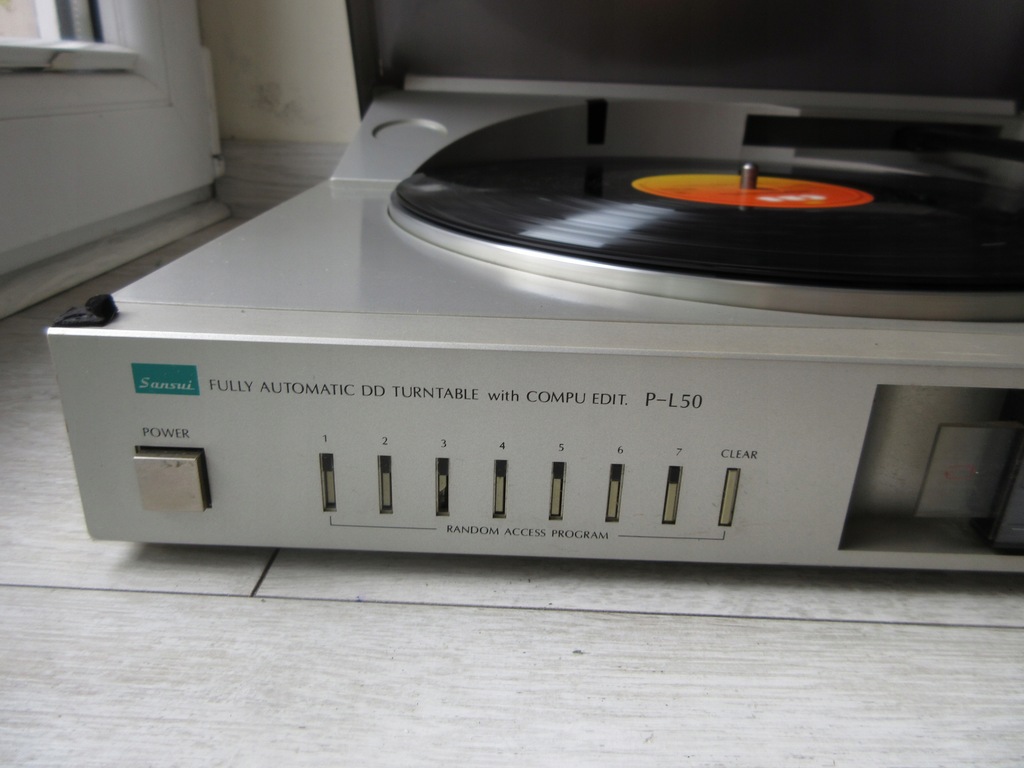 Sansui FULLY AUTOMATIC DD TURNTABLE with COMPU EDIT. P-L50
POWER
1 2 3 4 5 6 7 CLEAR
RANDOM ACCESS PROGRAM